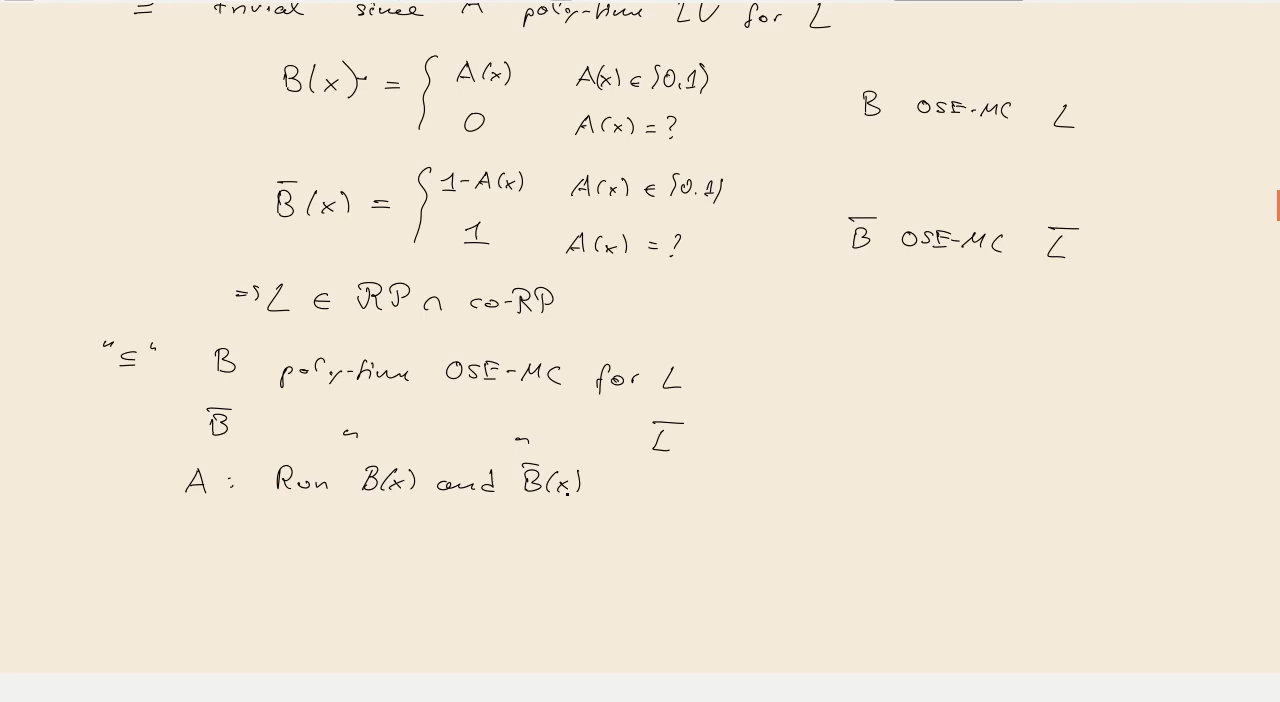 = trivial since A poly-time LV for L
B(x) = { A(x) A(x) ∈ {0,1}
0 A(x) = ?
B OSE-MC L
B̅(x) = { 1-A(x) A(x) ∈ {0,1}
1 A(x) = ?
B̅ OSE-MC L̅
=> L ∈ RP ∩ co-RP
"⊆" B poly-time OSE-MC for L
B̅ " " L̅
A : Run B(x) and B̅(x)